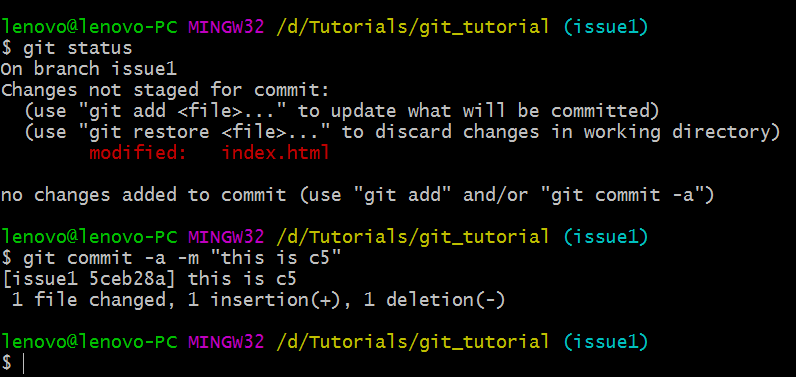 lenovo@lenovo-PC MINGW32 /d/Tutorials/git_tutorial (issue1)
$ git status
On branch issue1
Changes not staged for commit:
  (use "git add <file>..." to update what will be committed)
  (use "git restore <file>..." to discard changes in working directory)
        modified:   index.html

no changes added to commit (use "git add" and/or "git commit -a")

lenovo@lenovo-PC MINGW32 /d/Tutorials/git_tutorial (issue1)
$ git commit -a -m "this is c5"
[issue1 5ceb28a] this is c5
 1 file changed, 1 insertion(+), 1 deletion(-)

lenovo@lenovo-PC MINGW32 /d/Tutorials/git_tutorial (issue1)
$